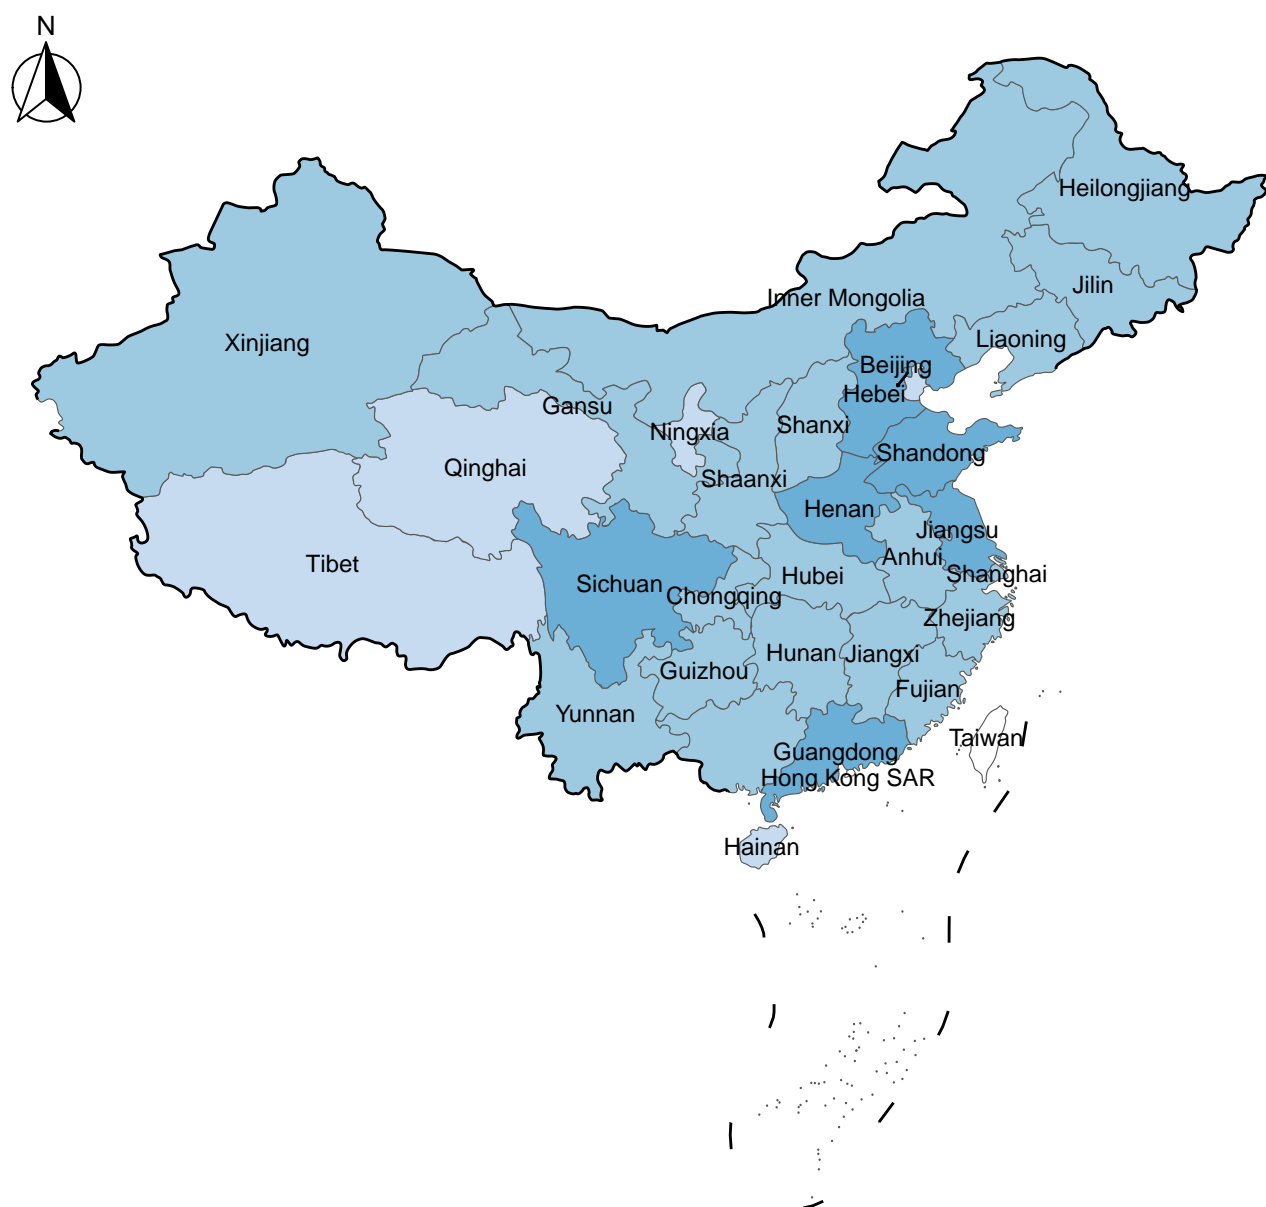 N
Heilongjiang
Jilin
Inner Mongolia
Liaoning
Xinjiang
Beijing
Hebei
Gansu
Shanxi
Ningxia
Shandong
Qinghai
Shaanxi
Henan
Jiangsu
Anhui
Tibet
Shanghai
Hubei
Sichuan
Chongqing
Zhejiang
Hunan
Jiangxi
Guizhou
Fujian
Yunnan
Taiwan
Guangdong
Hong Kong SAR
Hainan